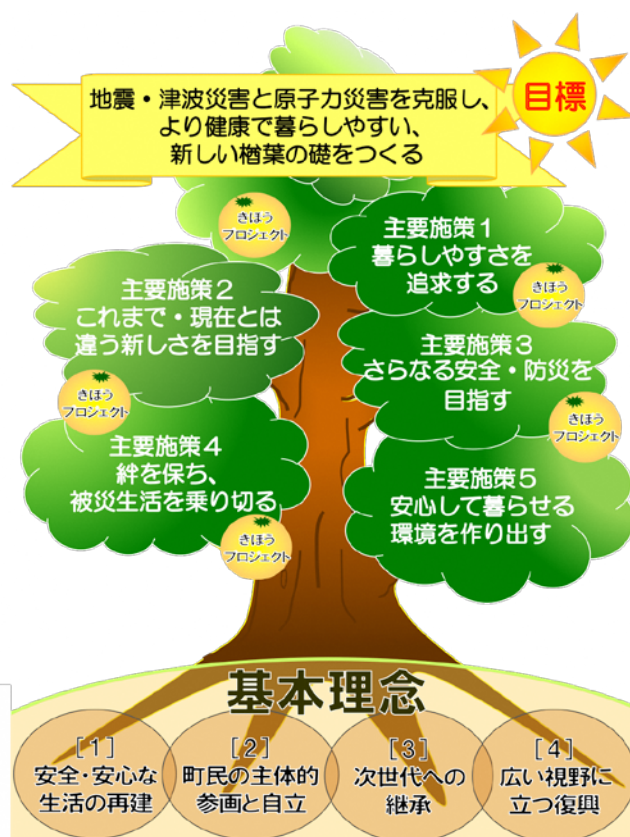 地震・津波災害と原子力災害を克服し、
より健康で暮らしやすい、
新しい楢葉の礎をつくる
目標
きぼう
プロジェクト
主要施策1
暮らしやすさを
追求する
きぼう
プロジェクト
主要施策2
これまで・現在とは
違う新しさを目指す
きぼう
プロジェクト
主要施策3
さらなる安全・防災を
目指す
きぼう
プロジェクト
主要施策4
絆を保ち、
被災生活を乗り切る
きぼう
プロジェクト
主要施策5
安心して暮らせる
環境を作り出す
基本理念
[1]
安全・安心な
生活の再建
[2]
町民の主体的
参画と自立
[3]
次世代への
継承
[4]
広い視野に
立つ復興